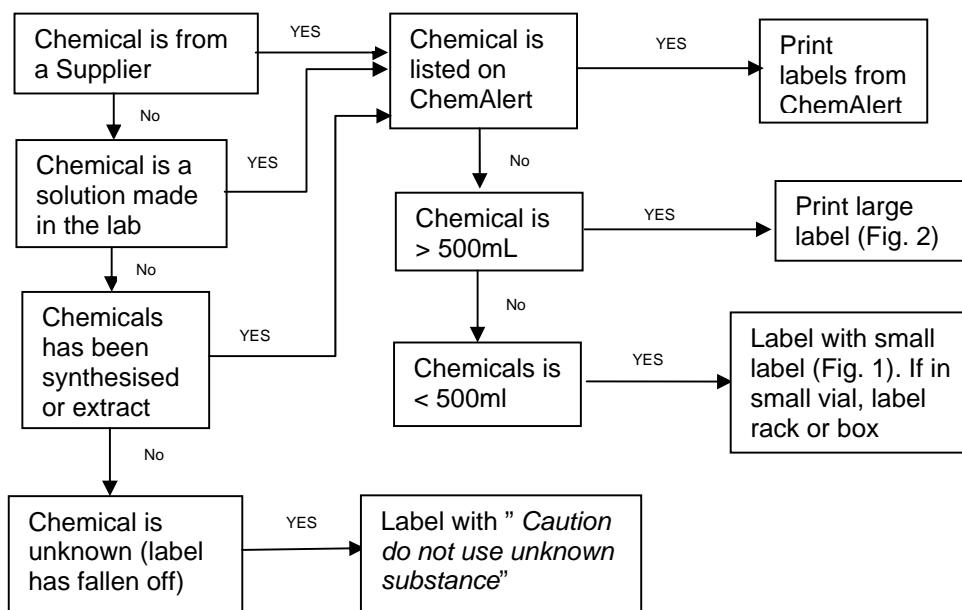 Chemical is from
a Supplier
YES
Chemical is
listed on
ChemAlert
YES
Print
labels from
ChemAlert
No
Chemical is a
solution made
in the lab
YES
No
Chemical is
> 500mL
YES
Print large
label (Fig. 2)
No
Chemicals
has been
synthesised
or extract
YES
No
Chemicals is
< 500ml
YES
Label with small
label (Fig. 1). If in
small vial, label
rack or box
No
Chemical is
unknown (label
has fallen off)
YES
Label with ” Caution
do not use unknown
substance”